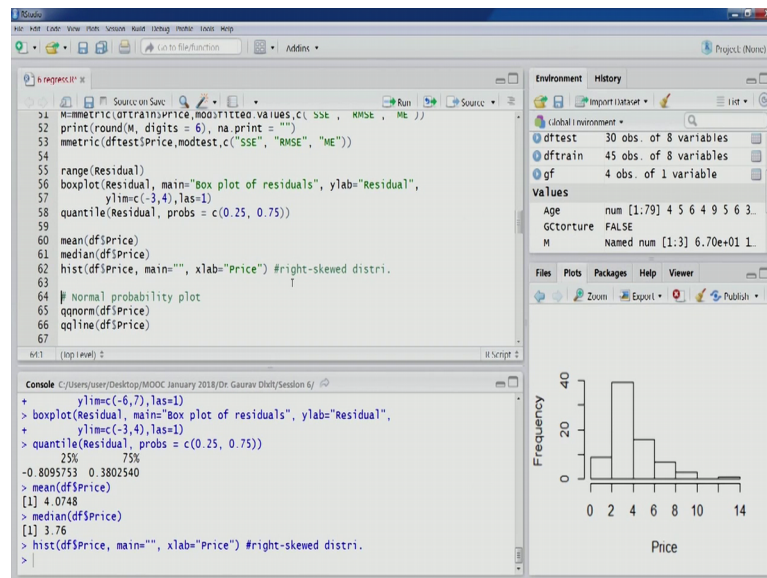 RStudio
File Edit Code View Plots Session Build Debug Profile Tools Help
Go to file/function Addins Project: (None)
6 regress.R*
Source on Save Run Source
51 M=mmetric(dftrain$Price,mod$fitted.values,c("SSE", "RMSE", "ME"))
52 print(round(M, digits = 6), na.print = "")
53 mmetric(dftest$Price,modtest,c("SSE", "RMSE", "ME"))
54
55 range(Residual)
56 boxplot(Residual, main="Box plot of residuals", ylab="Residual",
57 ylim=c(-3,4),las=1)
58 quantile(Residual, probs = c(0.25, 0.75))
59
60 mean(df$Price)
61 median(df$Price)
62 hist(df$Price, main="", xlab="Price") #right-skewed distri.
63
64 # Normal probability plot
65 qqnorm(df$Price)
66 qqline(df$Price)
67
64:1 (Top Level) R Script
Console C:/Users/user/Desktop/MOOC January 2018/Dr. Gaurav Dixit/Session 6/
+ ylim=c(-6,7),las=1)
> boxplot(Residual, main="Box plot of residuals", ylab="Residual",
+ ylim=c(-3,4),las=1)
> quantile(Residual, probs = c(0.25, 0.75))
25% 75%
-0.8095753 0.3802540
> mean(df$Price)
[1] 4.0748
> median(df$Price)
[1] 3.76
> hist(df$Price, main="", xlab="Price") #right-skewed distri.
>
Environment History
Import Dataset List
Global Environment
dftest 30 obs. of 8 variables
dftrain 45 obs. of 8 variables
gf 4 obs. of 1 variable
Values
Age num [1:79] 4 5 6 4 9 5 6 3…
GCtorture FALSE
M Named num [1:3] 6.70e+01 1…
Files Plots Packages Help Viewer
Zoom Export Publish
Frequency
40
20
0
0 2 4 6 8 10 14
Price